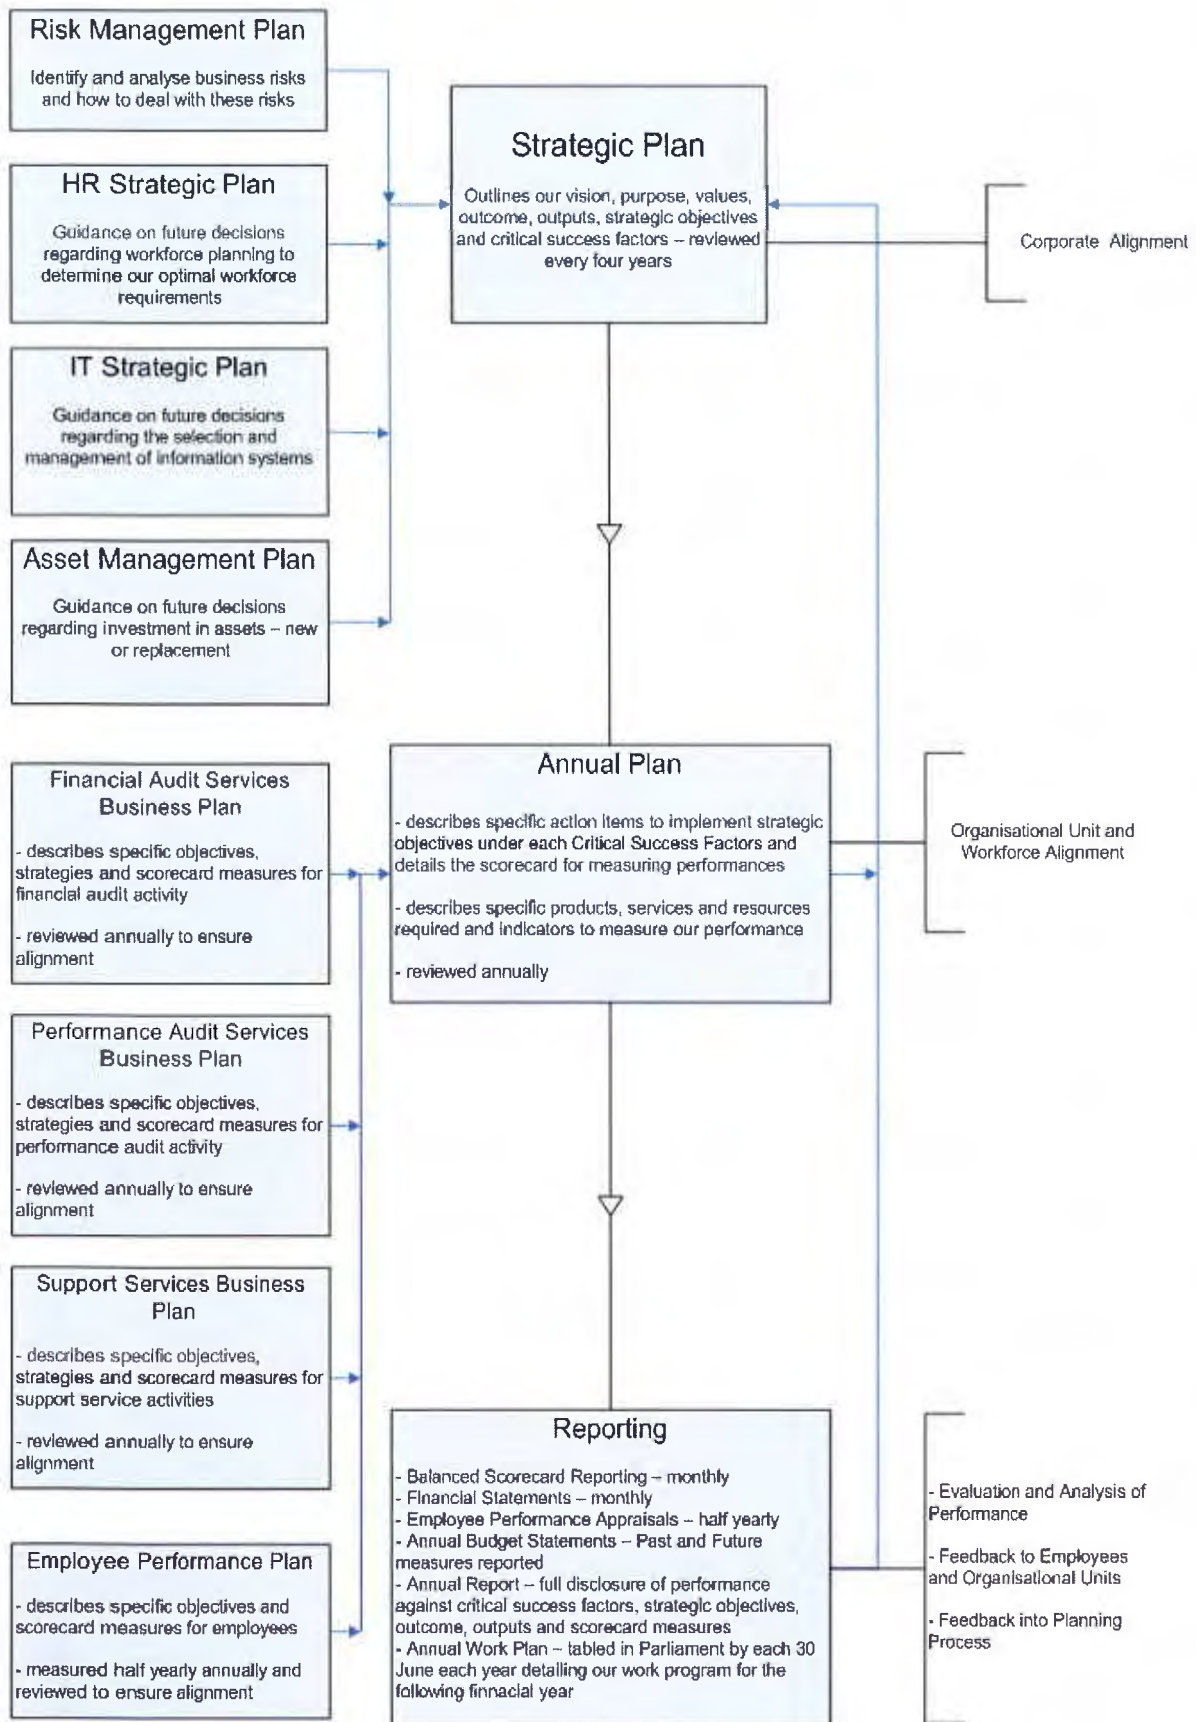 Risk Management Plan
Identify and analyse business risks
and how to deal with these risks
HR Strategic Plan
Guidance on future decisions
regarding workforce planning to
determine our optimal workforce
requirements
IT Strategic Plan
Guidance on future decisions
regarding the selection and
management of information systems
Asset Management Plan
Guidance on future decisions
regarding investment in assets – new
or replacement
Strategic Plan
Outlines our vision, purpose, values,
outcome, outputs, strategic objectives
and critical success factors – reviewed
every four years
Corporate Alignment
Financial Audit Services
Business Plan
- describes specific objectives,
strategies and scorecard measures for
financial audit activity
- reviewed annually to ensure
alignment
Annual Plan
- describes specific action items to implement strategic
objectives under each Critical Success Factors and
details the scorecard for measuring performances
- describes specific products, services and resources
required and indicators to measure our performance
- reviewed annually
Organisational Unit and
Workforce Alignment
Performance Audit Services
Business Plan
- describes specific objectives,
strategies and scorecard measures for
performance audit activity
- reviewed annually to ensure
alignment
Support Services Business
Plan
- describes specific objectives,
strategies and scorecard measures for
support service activities
- reviewed annually to ensure
alignment
Employee Performance Plan
- describes specific objectives and
scorecard measures for employees
- measured half yearly annually and
reviewed to ensure alignment
Reporting
- Balanced Scorecard Reporting – monthly
- Financial Statements – monthly
- Employee Performance Appraisals – half yearly
- Annual Budget Statements – Past and Future
measures reported
- Annual Report – full disclosure of performance
against critical success factors, strategic objectives,
outcome, outputs and scorecard measures
- Annual Work Plan – tabled in Parliament by each 30
June each year detailing our work program for the
following finnacial year
- Evaluation and Analysis of
Performance
- Feedback to Employees
and Organisational Units
- Feedback into Planning
Process